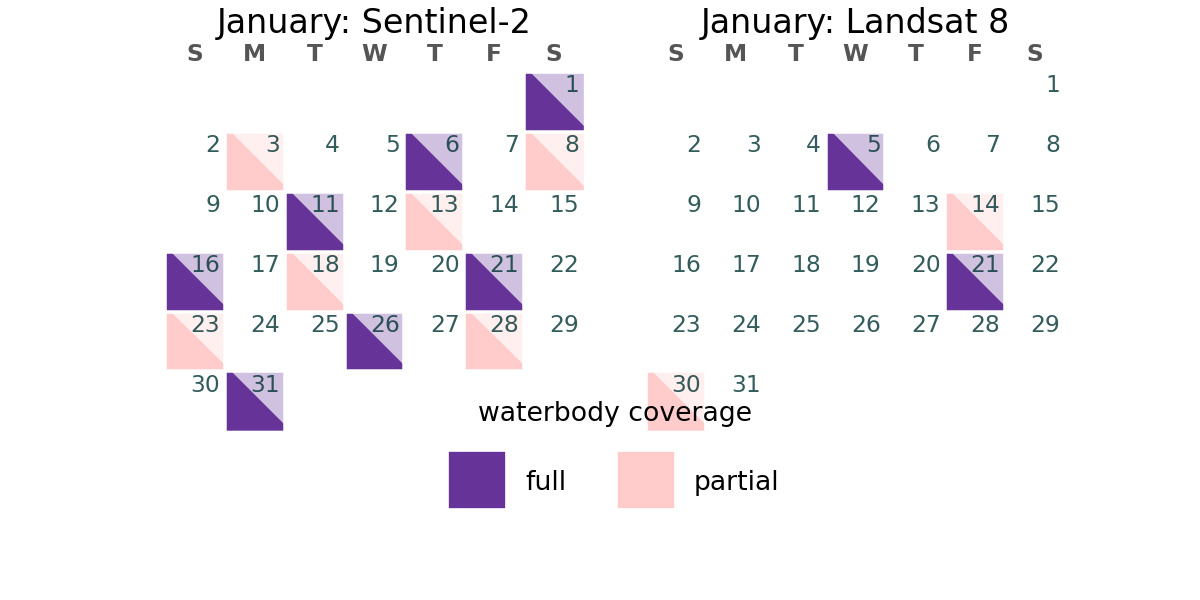 January: Sentinel-2
S M T W T F S
1
2 3 4 5 6 7 8
9 10 11 12 13 14 15
16 17 18 19 20 21 22
23 24 25 26 27 28 29
30 31
January: Landsat 8
S M T W T F S
1
2 3 4 5 6 7 8
9 10 11 12 13 14 15
16 17 18 19 20 21 22
23 24 25 26 27 28 29
30 31
waterbody coverage
full partial